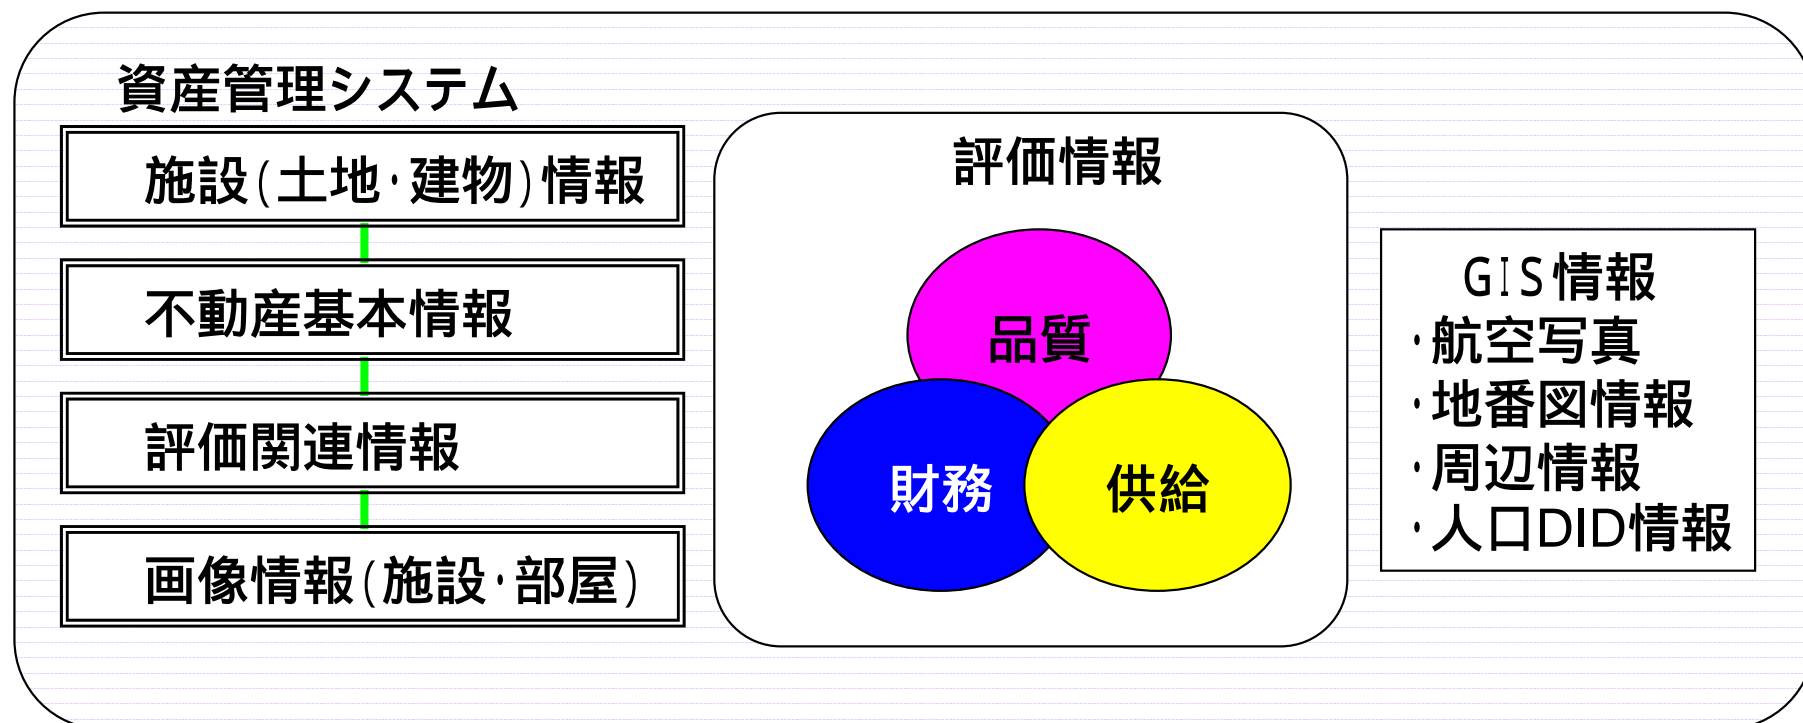 資産管理システム
施設(土地・建物)情報
不動産基本情報
評価関連情報
画像情報(施設・部屋)
評価情報
品質
財務
供給
GIS情報
・航空写真
・地番図情報
・周辺情報
・人口DID情報